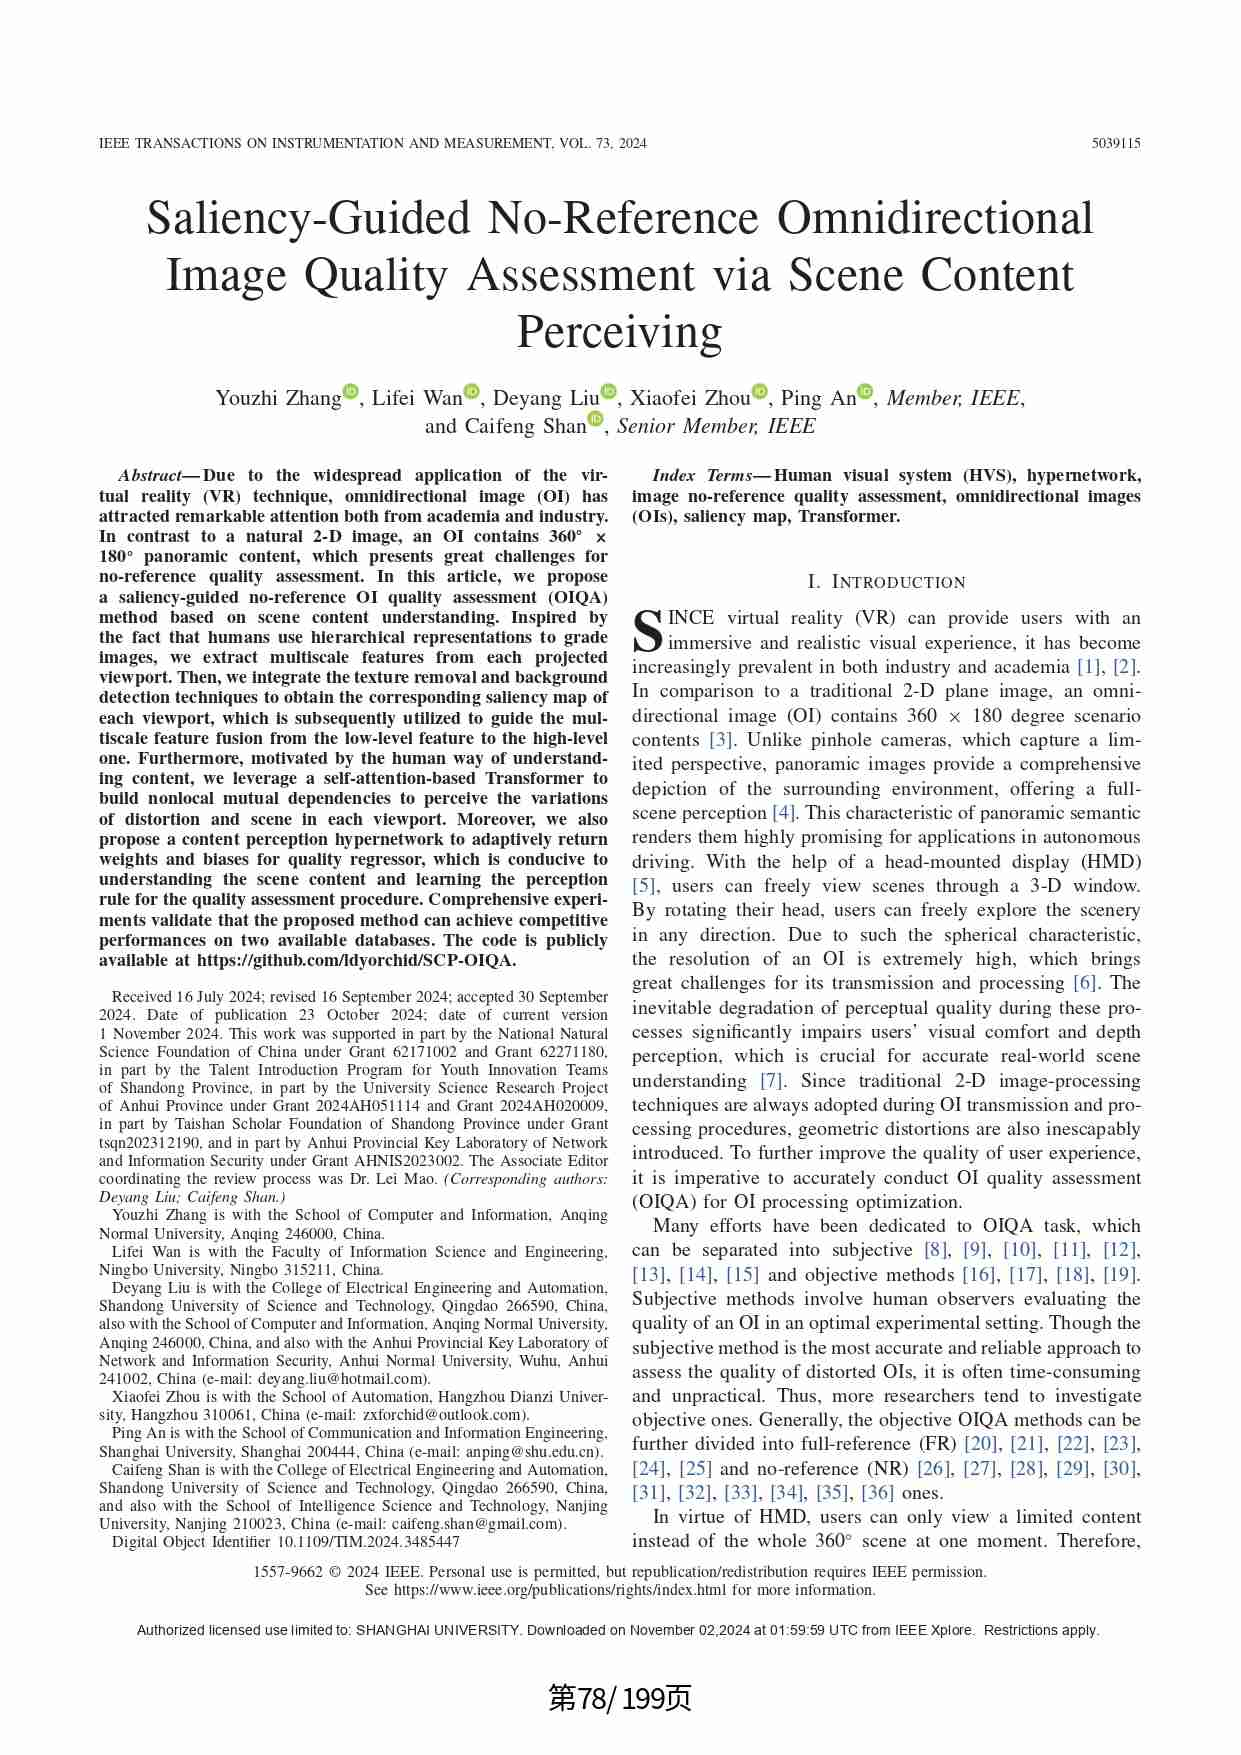 IEEE TRANSACTIONS ON INSTRUMENTATION AND MEASUREMENT, VOL. 73, 2024
5039115
Saliency-Guided No-Reference Omnidirectional
Image Quality Assessment via Scene Content
Perceiving
Youzhi Zhang, Lifei Wan, Deyang Liu, Xiaofei Zhou, Ping An, Member, IEEE,
and Caifeng Shan, Senior Member, IEEE
Abstract—Due to the widespread application of the vir-
tual reality (VR) technique, omnidirectional image (OI) has
attracted remarkable attention both from academia and industry.
In contrast to a natural 2-D image, an OI contains 360° ×
180° panoramic content, which presents great challenges for
no-reference quality assessment. In this article, we propose
a saliency-guided no-reference OI quality assessment (OIQA)
method based on scene content understanding. Inspired by
the fact that humans use hierarchical representations to grade
images, we extract multiscale features from each projected
viewport. Then, we integrate the texture removal and background
detection techniques to obtain the corresponding saliency map of
each viewport, which is subsequently utilized to guide the mul-
tiscale feature fusion from the low-level feature to the high-level
one. Furthermore, motivated by the human way of understand-
ing content, we leverage a self-attention-based Transformer to
build nonlocal mutual dependencies to perceive the variations
of distortion and scene in each viewport. Moreover, we also
propose a content perception hypernetwork to adaptively return
weights and biases for quality regressor, which is conducive to
understanding the scene content and learning the perception
rule for the quality assessment procedure. Comprehensive experi-
ments validate that the proposed method can achieve competitive
performances on two available databases. The code is publicly
available at https://github.com/ldyorchid/SCP-OIQA.
Received 16 July 2024; revised 16 September 2024; accepted 30 September
2024. Date of publication 23 October 2024; date of current version
1 November 2024. This work was supported in part by the National Natural
Science Foundation of China under Grant 62171002 and Grant 62271180,
in part by the Talent Introduction Program for Youth Innovation Teams
of Shandong Province, in part by the University Science Research Project
of Anhui Province under Grant 2024AH051114 and Grant 2024AH020009,
in part by Taishan Scholar Foundation of Shandong Province under Grant
tsqn202312190, and in part by Anhui Provincial Key Laboratory of Network
and Information Security under Grant AHNIS2023002. The Associate Editor
coordinating the review process was Dr. Lei Mao. (Corresponding authors:
Deyang Liu; Caifeng Shan.)
Youzhi Zhang is with the School of Computer and Information, Anqing
Normal University, Anqing 246000, China.
Lifei Wan is with the Faculty of Information Science and Engineering,
Ningbo University, Ningbo 315211, China.
Deyang Liu is with the College of Electrical Engineering and Automation,
Shandong University of Science and Technology, Qingdao 266590, China,
also with the School of Computer and Information, Anqing Normal University,
Anqing 246000, China, and also with the Anhui Provincial Key Laboratory of
Network and Information Security, Anhui Normal University, Wuhu, Anhui
241002, China (e-mail: deyang.liu@hotmail.com).
Xiaofei Zhou is with the School of Automation, Hangzhou Dianzi Univer-
sity, Hangzhou 310061, China (e-mail: zxforchid@outlook.com).
Ping An is with the School of Communication and Information Engineering,
Shanghai University, Shanghai 200444, China (e-mail: anping@shu.edu.cn).
Caifeng Shan is with the College of Electrical Engineering and Automation,
Shandong University of Science and Technology, Qingdao 266590, China,
and also with the School of Intelligence Science and Technology, Nanjing
University, Nanjing 210023, China (e-mail: caifeng.shan@gmail.com).
Digital Object Identifier 10.1109/TIM.2024.3485447
Index Terms—Human visual system (HVS), hypernetwork,
image no-reference quality assessment, omnidirectional images
(OIs), saliency map, Transformer.
I. INTRODUCTION
SINCE virtual reality (VR) can provide users with an
immersive and realistic visual experience, it has become
increasingly prevalent in both industry and academia [1], [2].
In comparison to a traditional 2-D plane image, an omni-
directional image (OI) contains 360 × 180 degree scenario
contents [3]. Unlike pinhole cameras, which capture a lim-
ited perspective, panoramic images provide a comprehensive
depiction of the surrounding environment, offering a full-
scene perception [4]. This characteristic of panoramic semantic
renders them highly promising for applications in autonomous
driving. With the help of a head-mounted display (HMD)
[5], users can freely view scenes through a 3-D window.
By rotating their head, users can freely explore the scenery
in any direction. Due to such the spherical characteristic,
the resolution of an OI is extremely high, which brings
great challenges for its transmission and processing [6]. The
inevitable degradation of perceptual quality during these pro-
cesses significantly impairs users' visual comfort and depth
perception, which is crucial for accurate real-world scene
understanding [7]. Since traditional 2-D image-processing
techniques are always adopted during OI transmission and pro-
cessing procedures, geometric distortions are also inescapably
introduced. To further improve the quality of user experience,
it is imperative to accurately conduct OI quality assessment
(OIQA) for OI processing optimization.
Many efforts have been dedicated to OIQA task, which
can be separated into subjective [8], [9], [10], [11], [12],
[13], [14], [15] and objective methods [16], [17], [18], [19].
Subjective methods involve human observers evaluating the
quality of an OI in an optimal experimental setting. Though the
subjective method is the most accurate and reliable approach to
assess the quality of distorted OIs, it is often time-consuming
and unpractical. Thus, more researchers tend to investigate
objective ones. Generally, the objective OIQA methods can be
further divided into full-reference (FR) [20], [21], [22], [23],
[24], [25] and no-reference (NR) [26], [27], [28], [29], [30],
[31], [32], [33], [34], [35], [36] ones.
In virtue of HMD, users can only view a limited content
instead of the whole 360° scene at one moment. Therefore,
1557-9662 © 2024 IEEE. Personal use is permitted, but republication/redistribution requires IEEE permission.
See https://www.ieee.org/publications/rights/index.html for more information.
Authorized licensed use limited to: SHANGHAI UNIVERSITY. Downloaded on November 02,2024 at 01:59:59 UTC from IEEE Xplore. Restrictions apply.
第78/199页